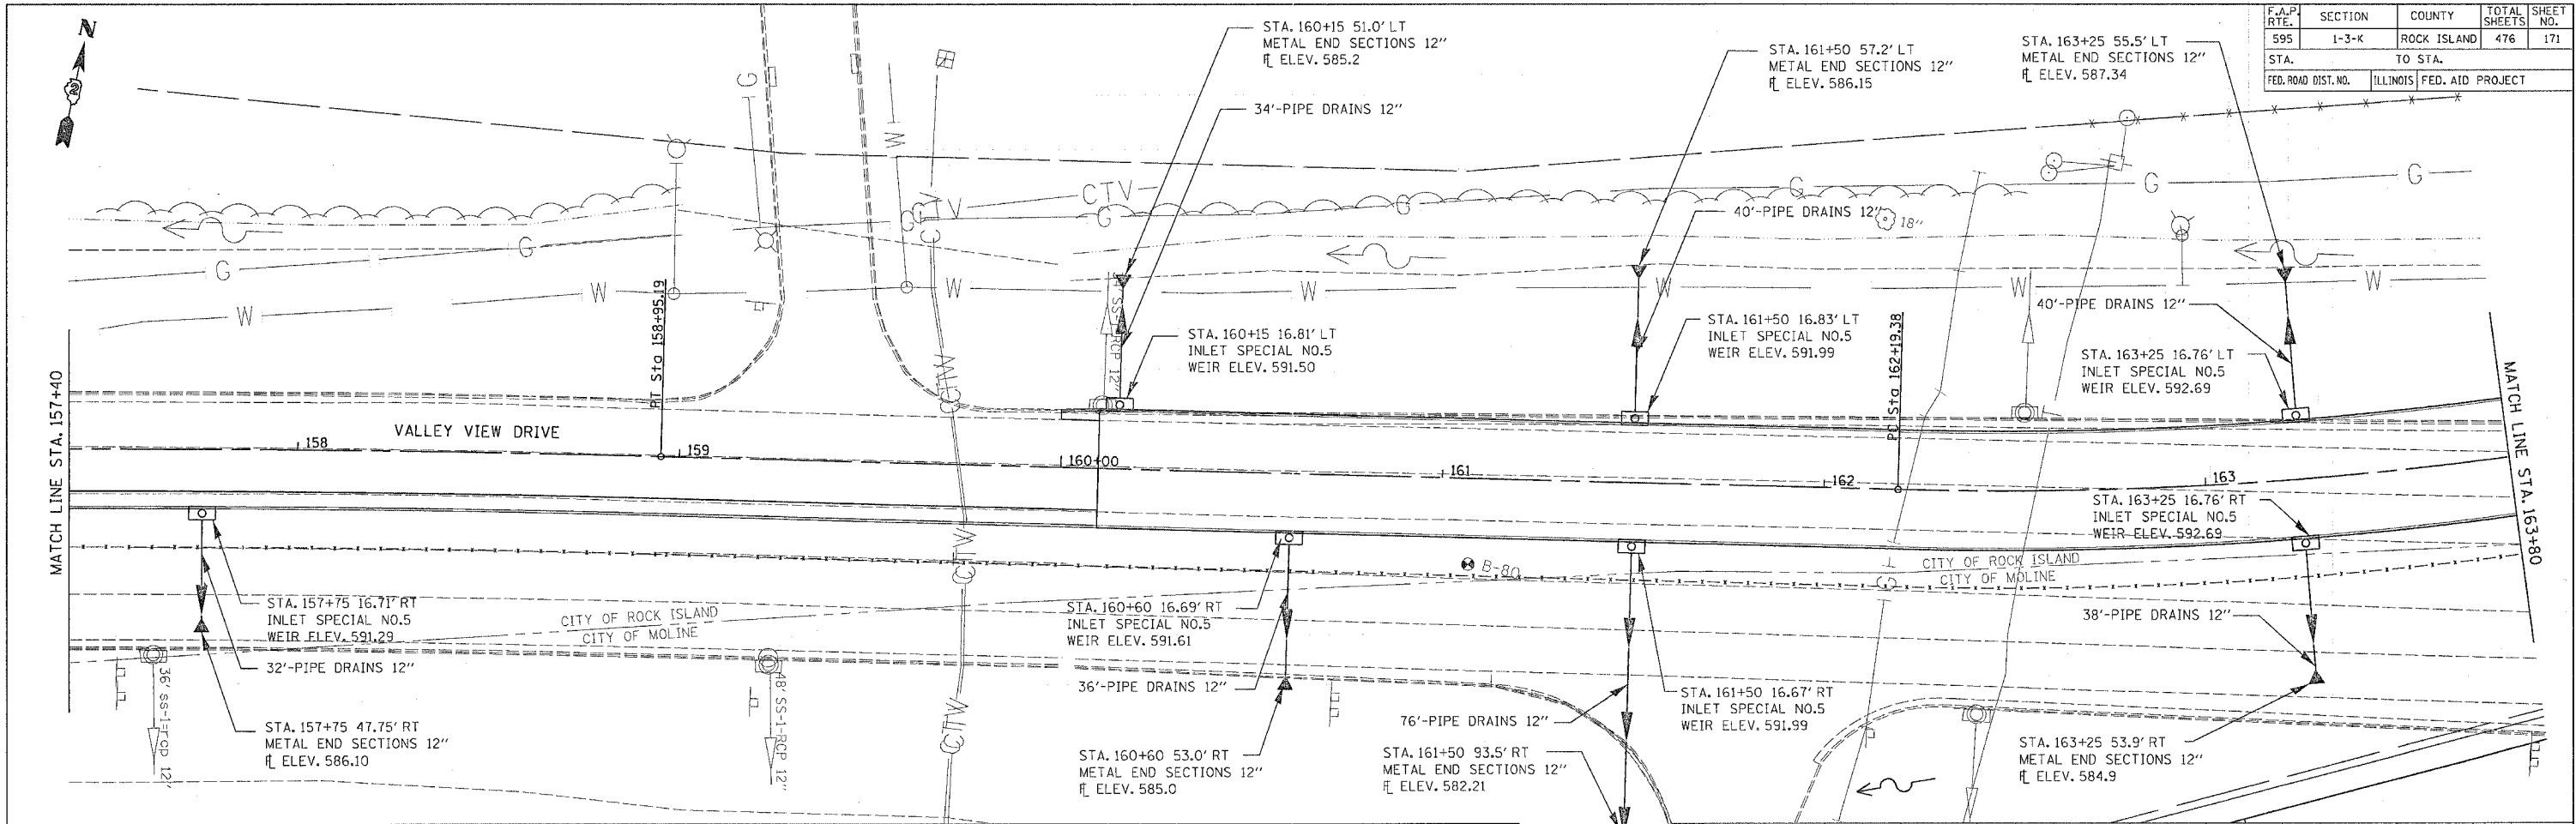 F.A.P. RTE. SECTION COUNTY TOTAL SHEETS SHEET NO.
595 1-3-K ROCK ISLAND 476 171
STA. TO STA.
FED. ROAD DIST. NO. ILLINOIS FED. AID PROJECT
N
STA. 160+15 51.0' LT
METAL END SECTIONS 12"
ELEV. 585.2
34'-PIPE DRAINS 12"
STA. 161+50 57.2' LT
METAL END SECTIONS 12"
ELEV. 586.15
STA. 163+25 55.5' LT
METAL END SECTIONS 12"
ELEV. 587.34
G
W
CTV
G
CTV
G
G
G
G
40'-PIPE DRAINS 12"
18"
G
G
W
W
W
W
W
W
W
W
PT Sta 158+95.19
SS-1-RCP 12"
STA. 160+15 16.81' LT
INLET SPECIAL NO.5
WEIR ELEV. 591.50
STA. 161+50 16.83' LT
INLET SPECIAL NO.5
WEIR ELEV. 591.99
PC Sta 162+19.38
40'-PIPE DRAINS 12"
STA. 163+25 16.76' LT
INLET SPECIAL NO.5
WEIR ELEV. 592.69
MATCH LINE STA. 157+40
MATCH LINE STA. 163+80
VALLEY VIEW DRIVE
158
159
160+00
161
162
163
STA. 163+25 16.76' RT
INLET SPECIAL NO.5
WEIR ELEV. 592.69
B-80
CITY OF ROCK ISLAND
CITY OF MOLINE
G
STA. 157+75 16.71' RT
INLET SPECIAL NO.5
WEIR ELEV. 591.29
CITY OF ROCK ISLAND
CITY OF MOLINE
STA. 160+60 16.69' RT
INLET SPECIAL NO.5
WEIR ELEV. 591.61
38'-PIPE DRAINS 12"
32'-PIPE DRAINS 12"
36'-PIPE DRAINS 12"
36' SS-1-RCP 12"
48' SS-1-RCP 12"
STA. 161+50 16.67' RT
INLET SPECIAL NO.5
WEIR ELEV. 591.99
76'-PIPE DRAINS 12"
STA. 157+75 47.75' RT
METAL END SECTIONS 12"
ELEV. 586.10
STA. 160+60 53.0' RT
METAL END SECTIONS 12"
ELEV. 585.0
STA. 161+50 93.5' RT
METAL END SECTIONS 12"
ELEV. 582.21
STA. 163+25 53.9' RT
METAL END SECTIONS 12"
ELEV. 584.9